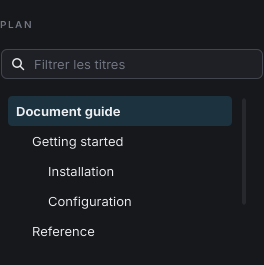 PLAN
Filtrer les titres
Document guide
Getting started
Installation
Configuration
Reference